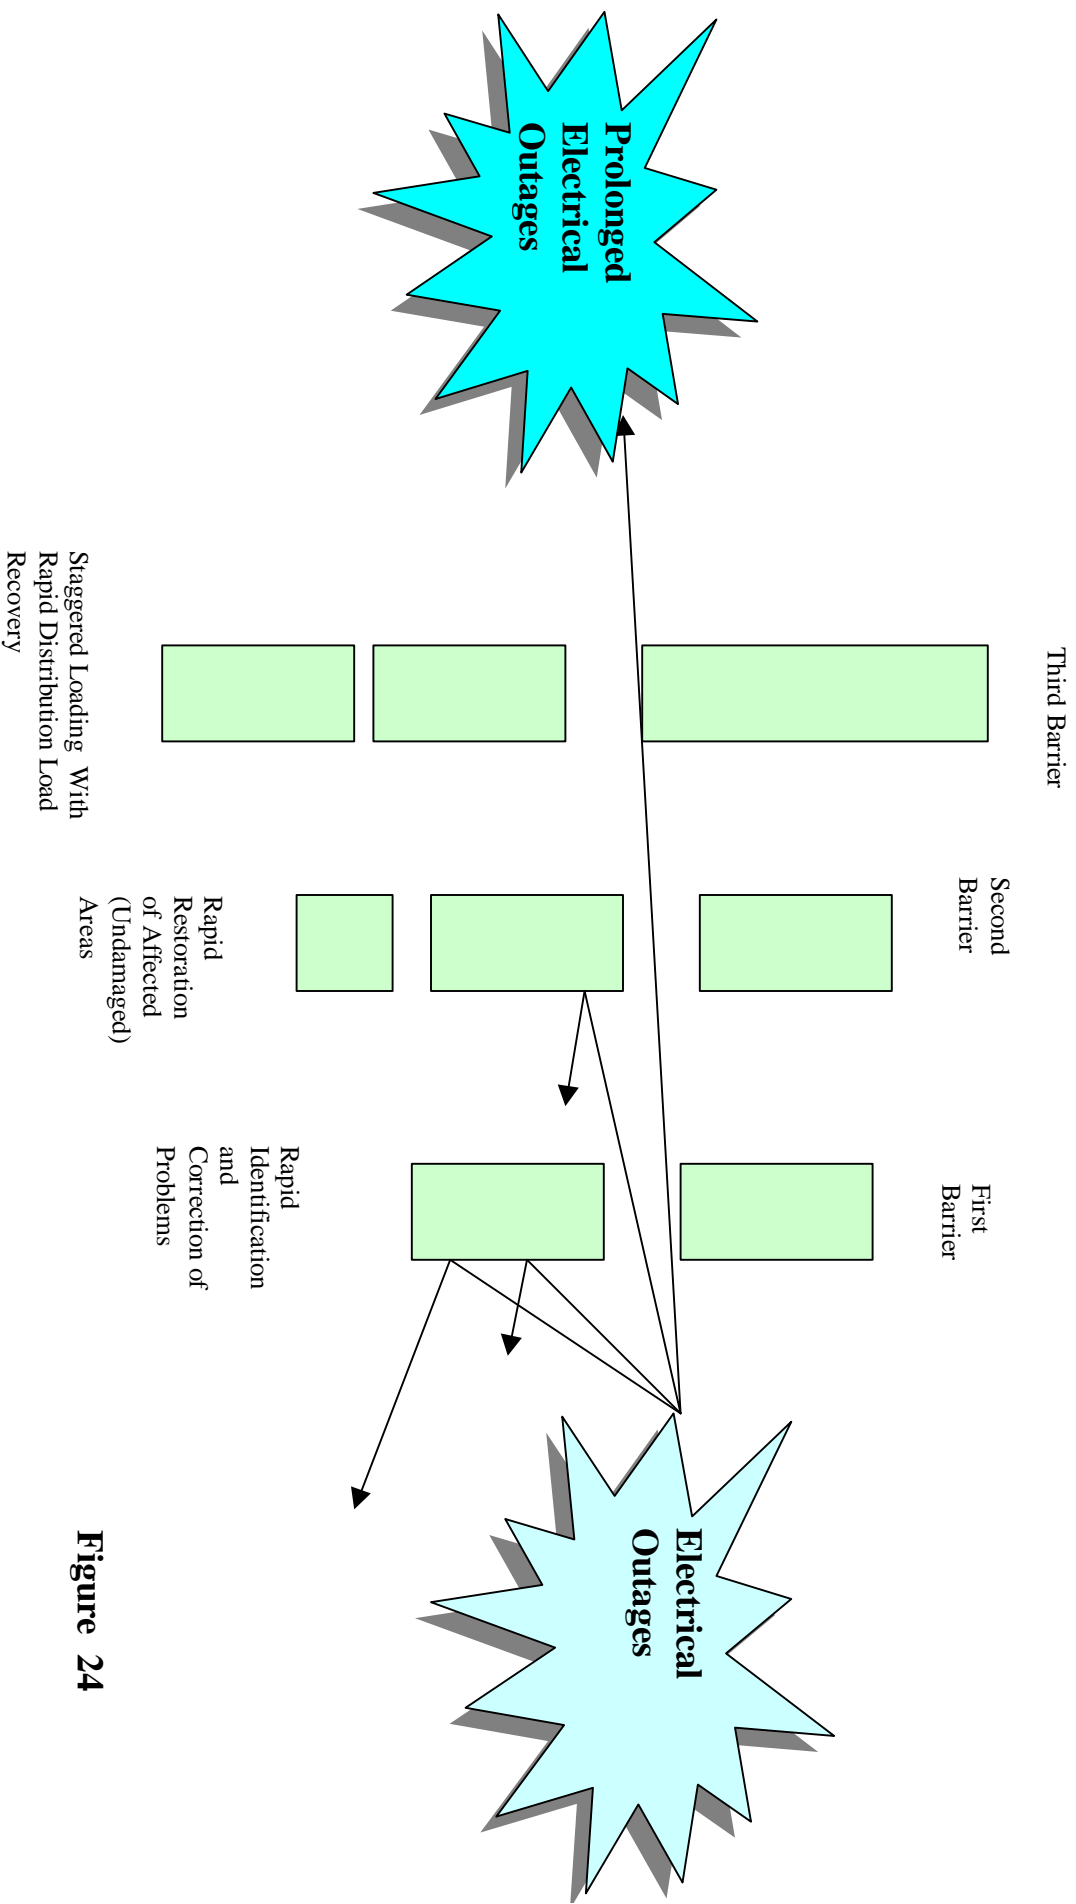 Third Barrier
Second
Barrier
First
Barrier
Prolonged
Electrical
Outages
Electrical
Outages
Staggered Loading With
Rapid Distribution Load
Recovery
Rapid
Restoration
of Affected
(Undamaged)
Areas
Rapid
Identification
and
Correction of
Problems
Figure 24